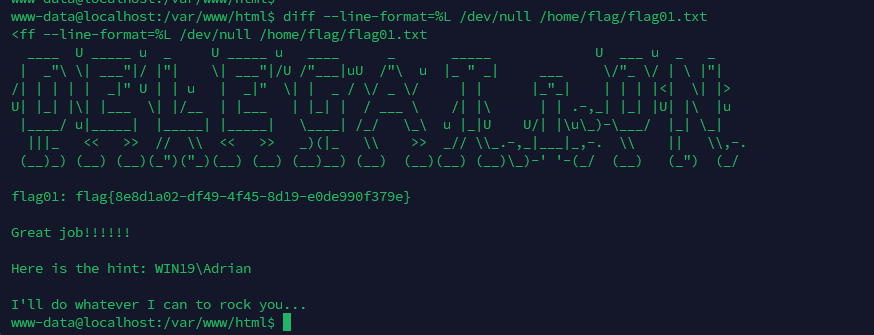 www-data@localhost:/var/www/html$ diff --line-format=%L /dev/null /home/flag/flag01.txt
<ff --line-format=%L /dev/null /home/flag/flag01.txt
DELEGATION
flag01: flag{8e8d1a02-df49-4f45-8d19-e0de990f379e}
Great job!!!!!!
Here is the hint: WIN19\Adrian
I'll do whatever I can to rock you...
www-data@localhost:/var/www/html$